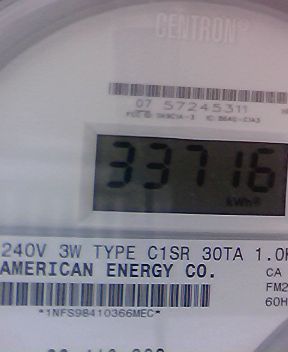 CENTRON®
07 57245311
33716
kWh
240V 3W TYPE C1SR 30TA 1.0
AMERICAN ENERGY CO.
CA
FM2
60H
*1NFS98410366MEC*